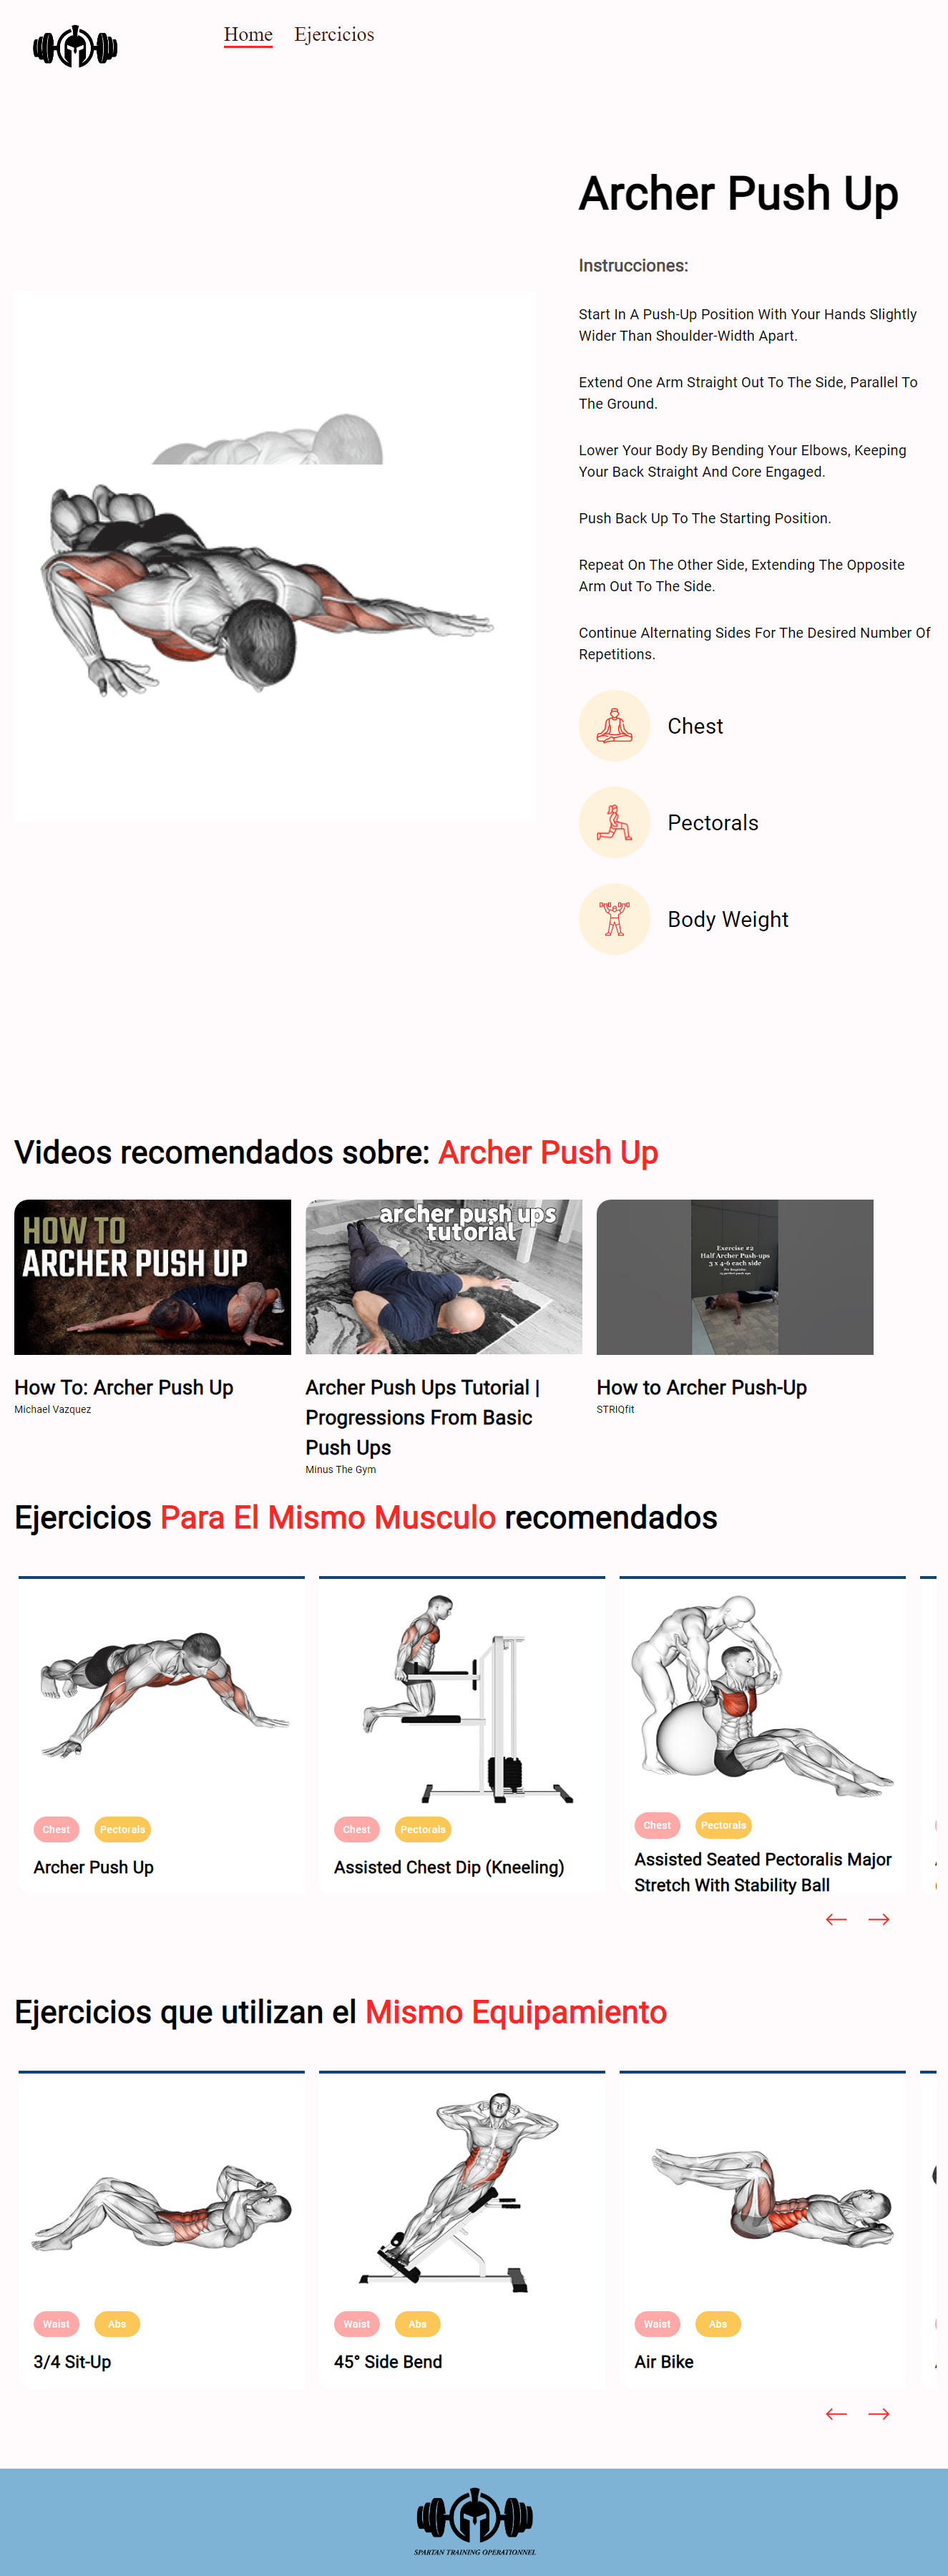 Home Ejercicios
Archer Push Up
Instrucciones:
Start In A Push-Up Position With Your Hands Slightly
Wider Than Shoulder-Width Apart.
Extend One Arm Straight Out To The Side, Parallel To
The Ground.
Lower Your Body By Bending Your Elbows, Keeping
Your Back Straight And Core Engaged.
Push Back Up To The Starting Position.
Repeat On The Other Side, Extending The Opposite
Arm Out To The Side.
Continue Alternating Sides For The Desired Number Of
Repetitions.
Chest
Pectorals
Body Weight
Videos recomendados sobre: Archer Push Up
HOW TO
ARCHER PUSH UP
How To: Archer Push Up
Michael Vazquez
archer push ups
tutorial
Archer Push Ups Tutorial |
Progressions From Basic
Push Ups
Minus The Gym
Exercise #2
Half Archer Push-ups
3 x 4-6 each side
How to Archer Push-Up
STRIQfit
Ejercicios Para El Mismo Musculo recomendados
Chest Pectorals
Archer Push Up
Chest Pectorals
Assisted Chest Dip (Kneeling)
Chest Pectorals
Assisted Seated Pectoralis Major
Stretch With Stability Ball
Ejercicios que utilizan el Mismo Equipamiento
Waist Abs
3/4 Sit-Up
Waist Abs
45° Side Bend
Waist Abs
Air Bike
SPARTAN TRAINING OPERATIONNEL